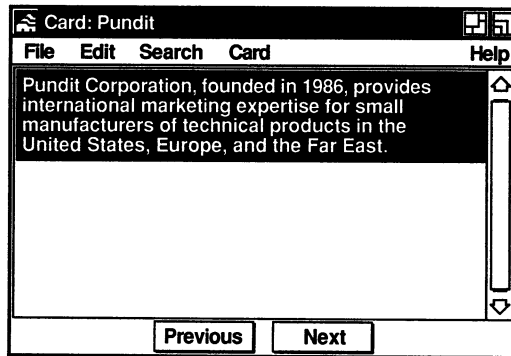 Card: Pundit
File Edit Search Card Help
Pundit Corporation, founded in 1986, provides
international marketing expertise for small
manufacturers of technical products in the
United States, Europe, and the Far East.
Previous Next